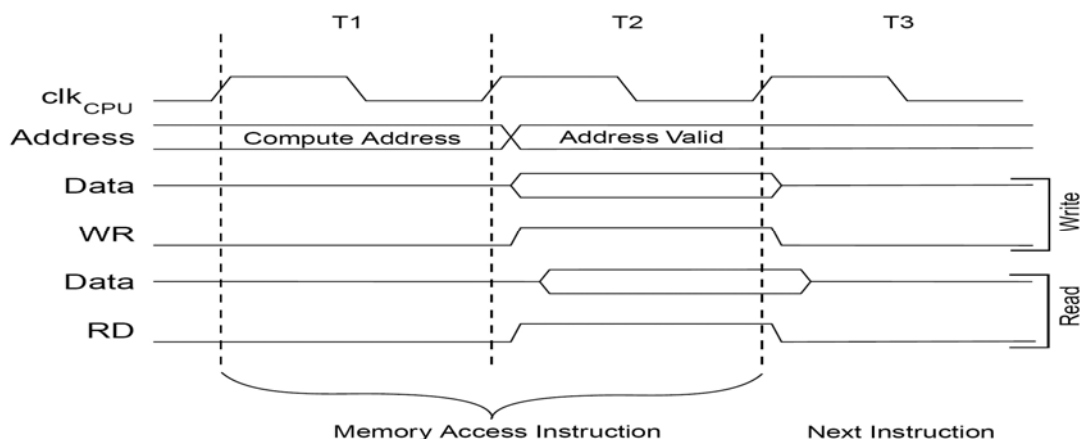 T1 T2 T3
clkCPU
Address Compute Address Address Valid
Data
WR
Write
Data
RD
Read
Memory Access Instruction Next Instruction